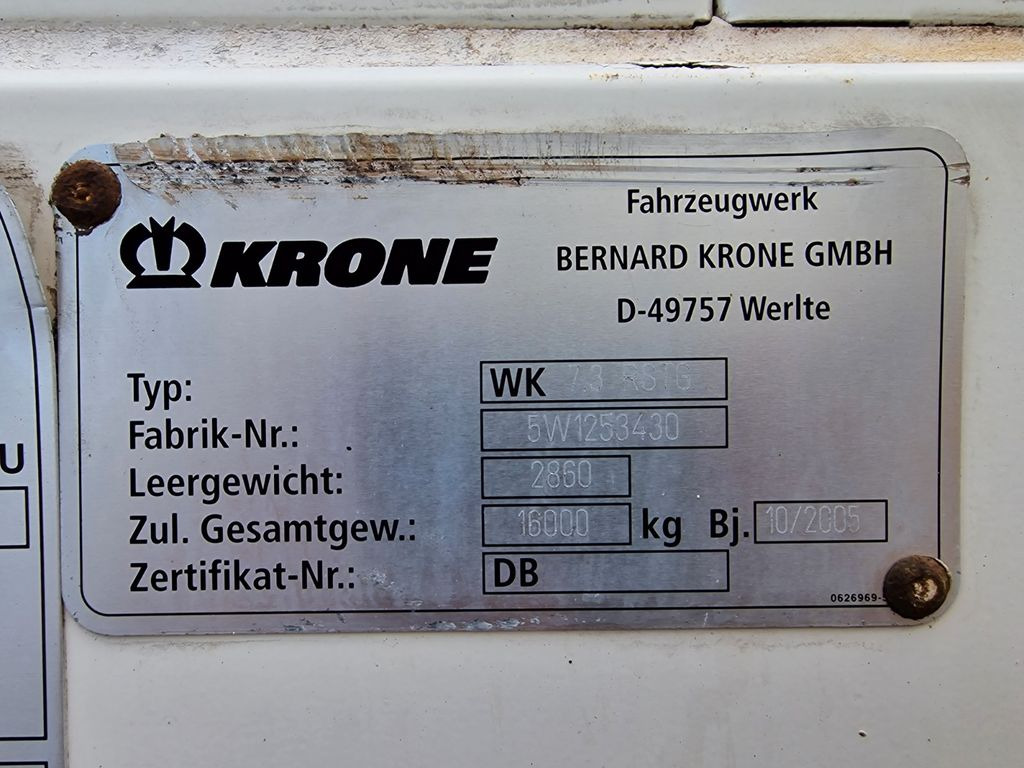 KRONE
Fahrzeugwerk
BERNARD KRONE GMBH
D-49757 Werlte
Typ: WK 7.3 RSTG
Fabrik-Nr.: 5W1253430
Leergewicht: 2860
Zul. Gesamtgew.: 16000 kg Bj. 10/2005
Zertifikat-Nr.: DB
0626969-
U